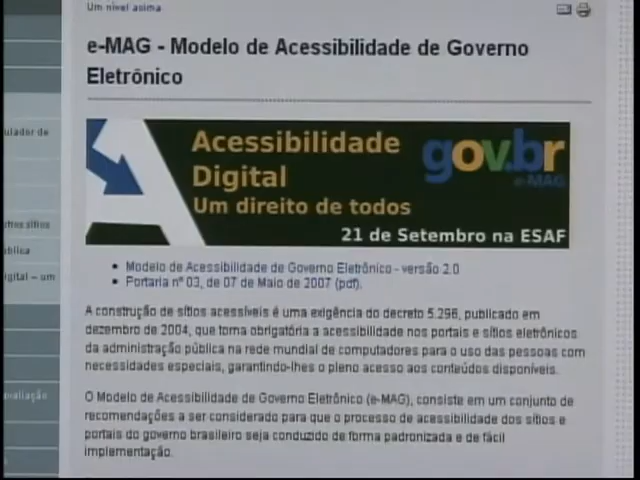 Um nível acima
e-MAG - Modelo de Acessibilidade de Governo
Eletrônico
Acessibilidade
Digital
Um direito de todos
gov.br
e-MAG
21 de Setembro na ESAF
Modelo de Acessibilidade de Governo Eletrônico - versão 2.0
Portaria nº 03, de 07 de Maio de 2007 (pdf).
A construção de sítios acessíveis é uma exigência do decreto 5.296, publicado em
dezembro de 2004, que torna obrigatória a acessibilidade nos portais e sítios eletrônicos
da administração pública na rede mundial de computadores para o uso das pessoas com
necessidades especiais, garantindo-lhes o pleno acesso aos conteúdos disponíveis.
O Modelo de Acessibilidade de Governo Eletrônico (e-MAG), consiste em um conjunto de
recomendações a ser considerado para que o processo de acessibilidade dos sítios e
portais do governo brasileiro seja conduzido de forma padronizada e de fácil
implementação.
ulador de
sítios
igital – um